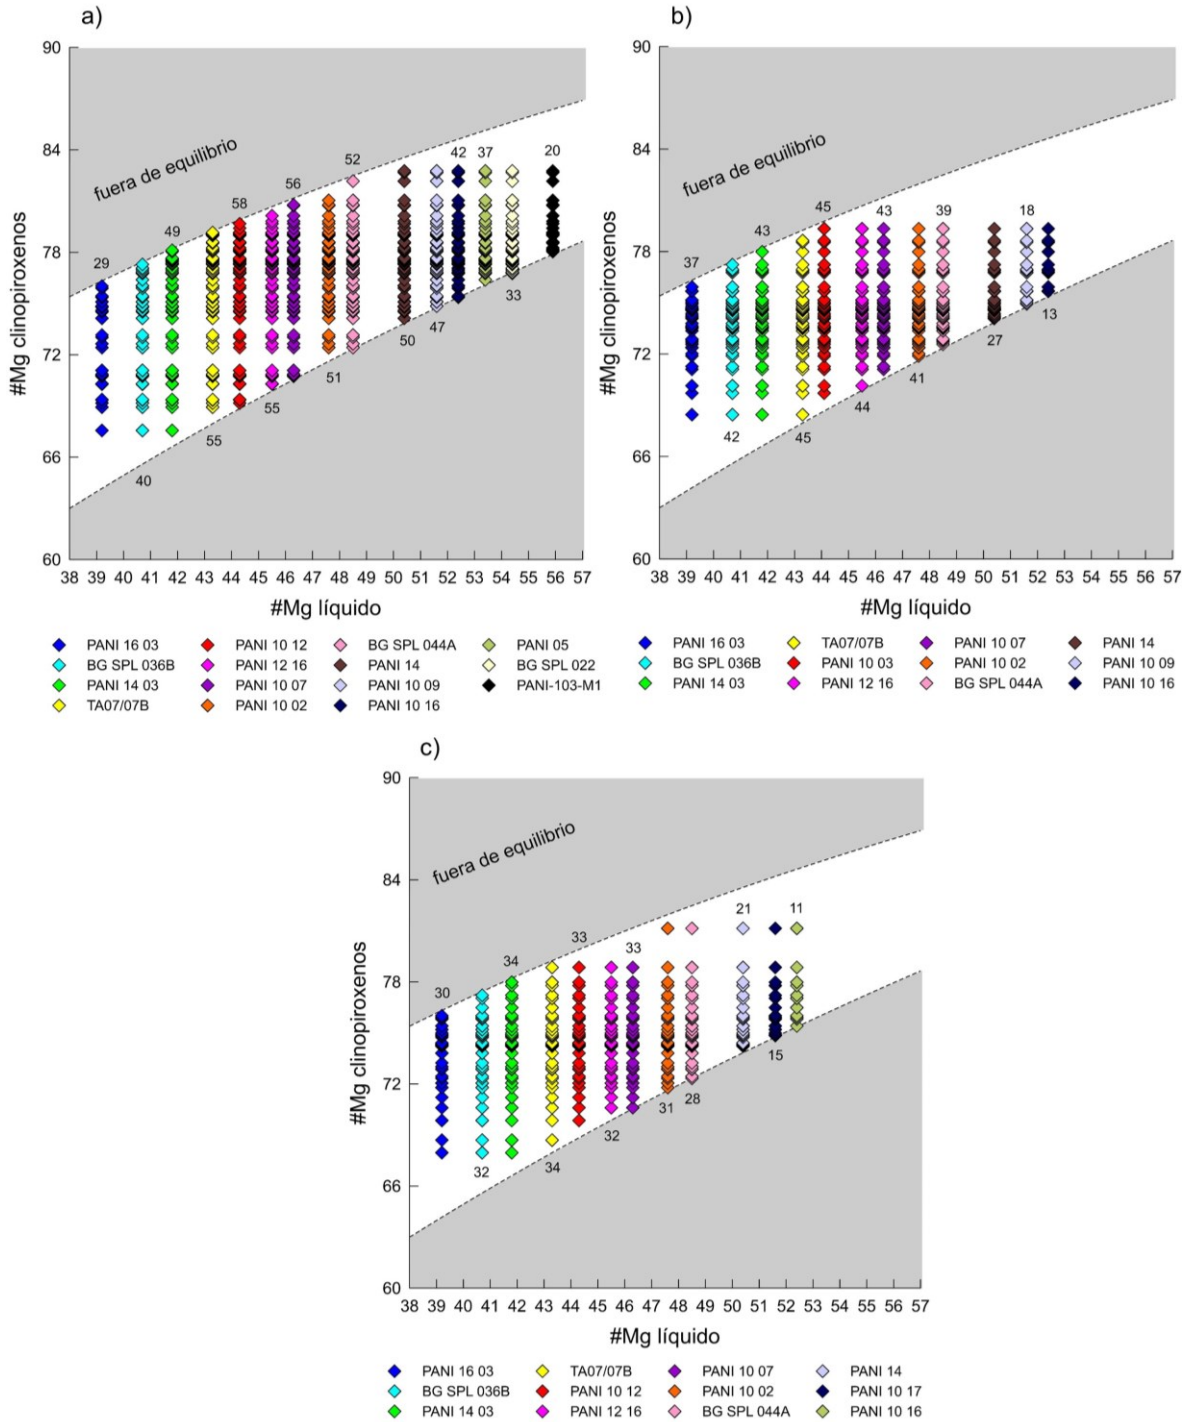 a)
90
84
78
72
66
60
#Mg clinopiroxenos
fuera de equilibrio
29
49
58
56
52
42
37
20
40
55
55
51
50
47
33
38 39 40 41 42 43 44 45 46 47 48 49 50 51 52 53 54 55 56 57
#Mg líquido
PANI 16 03
BG SPL 036B
PANI 14 03
TA07/07B
PANI 10 12
PANI 12 16
PANI 10 07
PANI 10 02
BG SPL 044A
PANI 14
PANI 10 09
PANI 10 16
PANI 05
BG SPL 022
PANI-103-M1
b)
90
84
78
72
66
60
#Mg clinopiroxenos
fuera de equilibrio
37
43
45
43
39
18
42
45
44
41
27
13
38 39 40 41 42 43 44 45 46 47 48 49 50 51 52 53 54 55 56 57
#Mg líquido
PANI 16 03
BG SPL 036B
PANI 14 03
TA07/07B
PANI 10 03
PANI 12 16
PANI 10 07
PANI 10 02
BG SPL 044A
PANI 14
PANI 10 09
PANI 10 16
c)
90
84
78
72
66
60
#Mg clinopiroxenos
fuera de equilibrio
30
34
33
33
21
11
32
34
32
31
28
15
38 39 40 41 42 43 44 45 46 47 48 49 50 51 52 53 54 55 56 57
#Mg líquido
PANI 16 03
BG SPL 036B
PANI 14 03
TA07/07B
PANI 10 12
PANI 12 16
PANI 10 07
PANI 10 02
BG SPL 044A
PANI 14
PANI 10 17
PANI 10 16